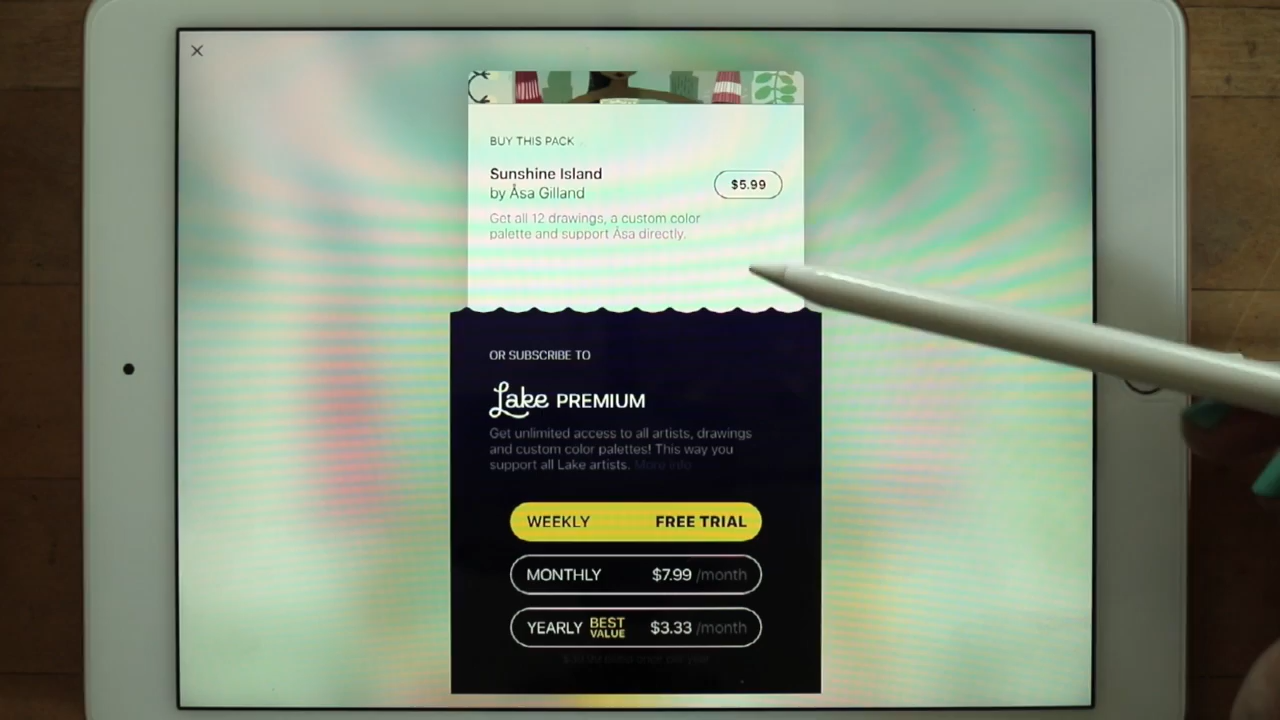 BUY THIS PACK
Sunshine Island
by Åsa Gilland
$5.99
Get all 12 drawings, a custom color
palette and support Åsa directly.
OR SUBSCRIBE TO
Lake PREMIUM
Get unlimited access to all artists, drawings
and custom color palettes! This way you
support all Lake artists. More info
WEEKLY FREE TRIAL
MONTHLY $7.99 /month
YEARLY BEST VALUE $3.33 /month